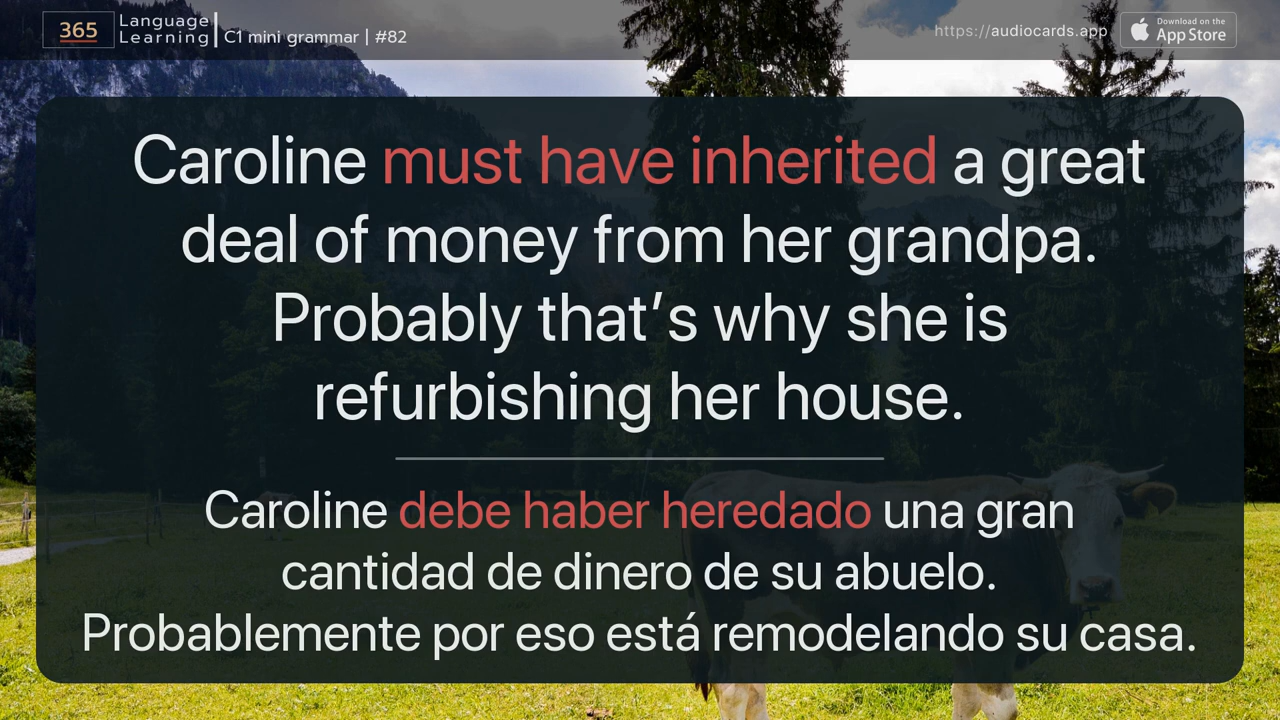 365
Language
Learning
C1 mini grammar | #82
https://audiocards.app
Download on the
App Store
Caroline must have inherited a great
deal of money from her grandpa.
Probably that’s why she is
refurbishing her house.
Caroline debe haber heredado una gran
cantidad de dinero de su abuelo.
Probablemente por eso está remodelando su casa.